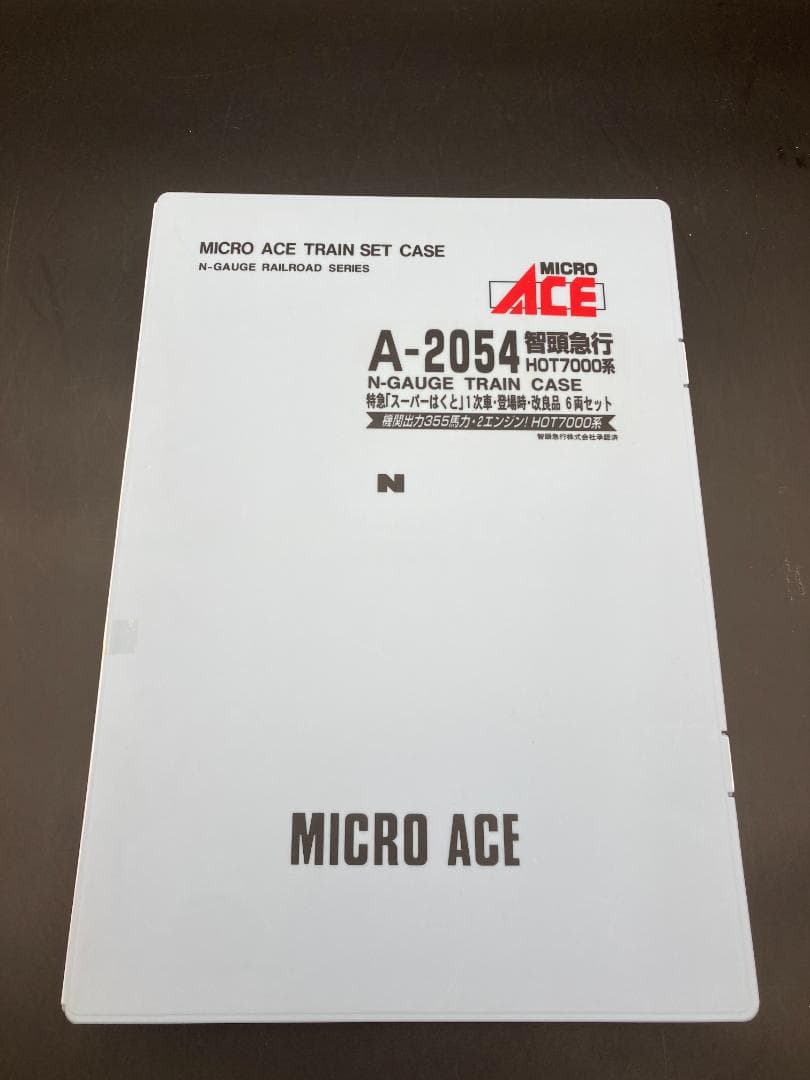 MICRO ACE TRAIN SET CASE
N-GAUGE RAILROAD SERIES
MICRO
ACE
A-2054 智頭急行
HOT7000系
N-GAUGE TRAIN CASE
特急「スーパーはくと」1次車・登場時・改良品 6両セット
機関出力355馬力・2エンジン!HOT7000系
智頭急行株式会社承認済
N
MICRO ACE